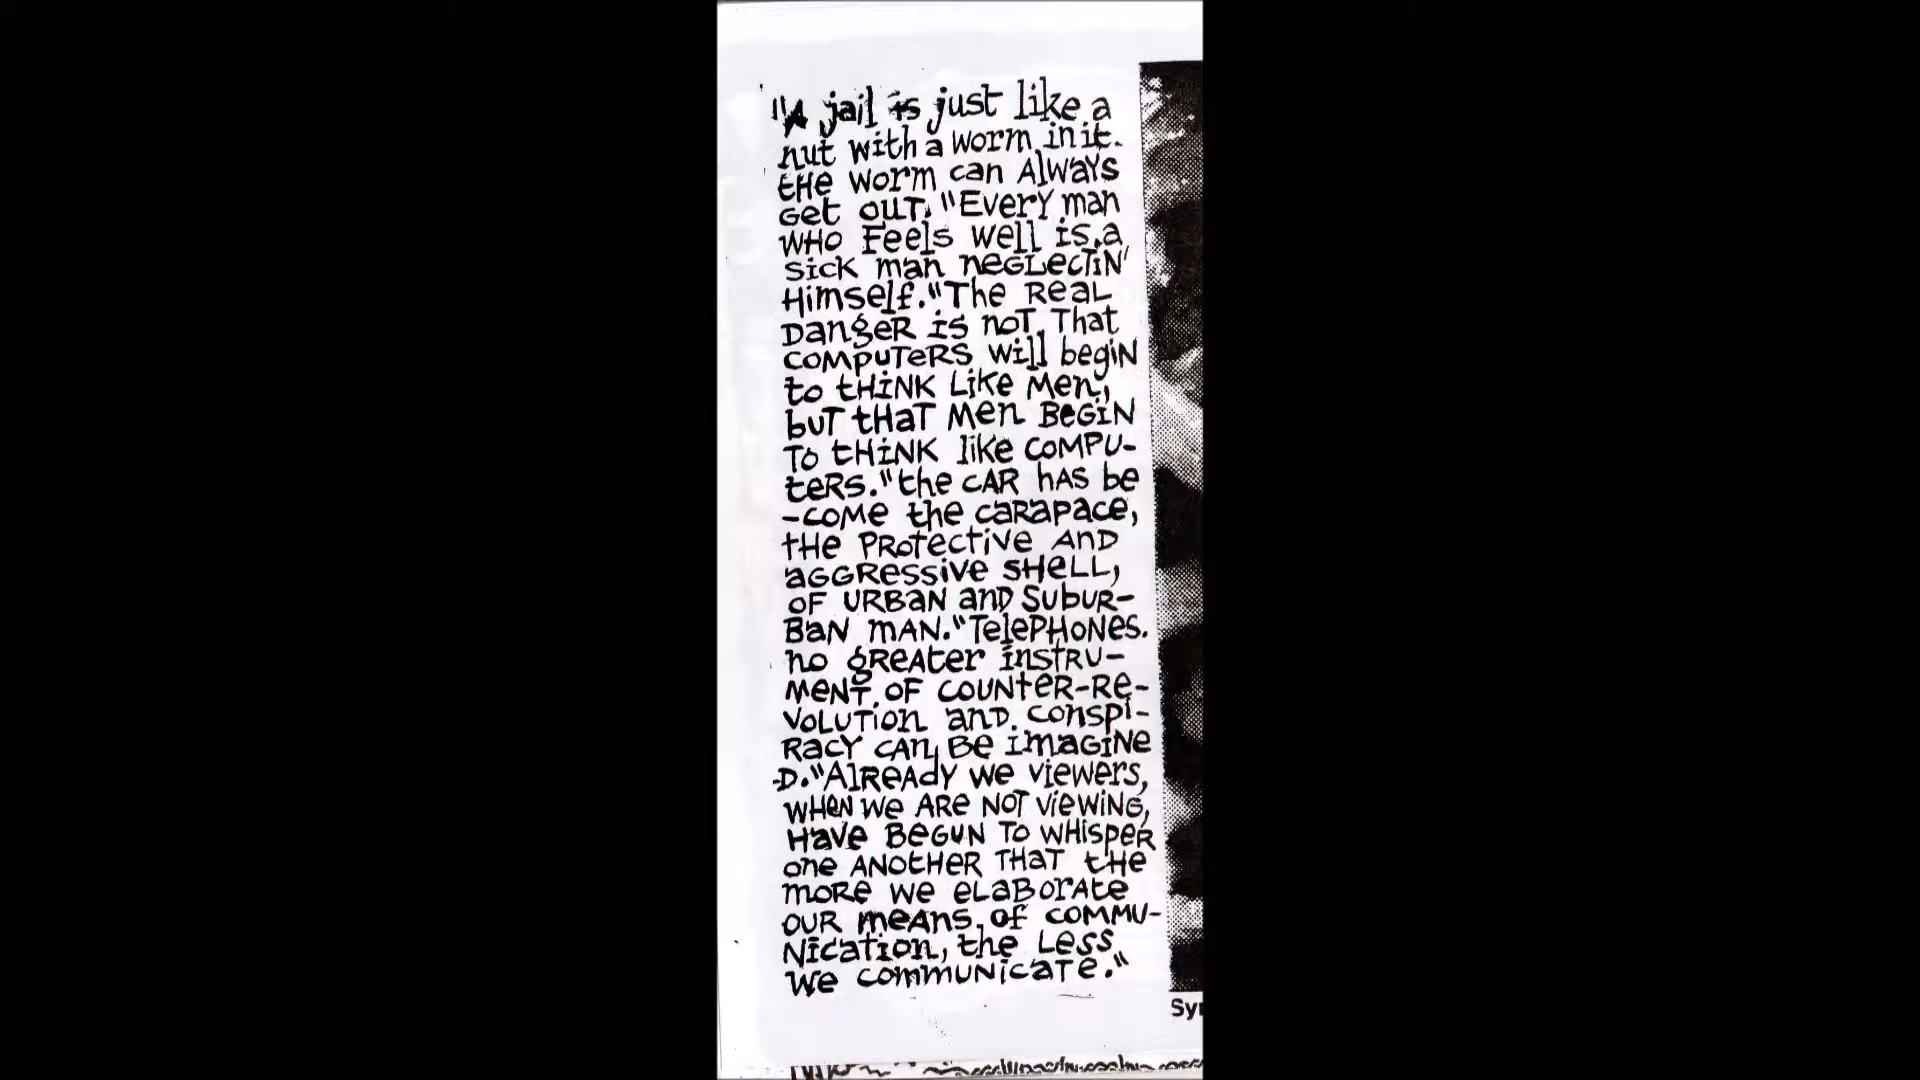 "A jail is just like a
nut with a worm in it.
tHe worm can AlwaYs
Get OUT. "EverY man
WHO Feels well is a
sick man neGLecTiN'
Himself. "The ReaL
DangeR is noT That
COMPUTeRS will begiN
to tHiNK LiKe Men,
buT tHaT Men BeGiN
To tHiNK like COMPU-
teRS. "the CAR hAS be
-coMe the caRaPace,
tHe PRotective AND
aGGRessive SHeLL,
OF URBaN anD SubuR-
BaN mAN. "TelePHONes.
no gReAter instRU-
MeNT OF COUNteR-Re-
VoLUTion anD conspi-
RacY CAN Be imaGiNe
-D. "AlReAdY we viewers,
wHeN We ARe NOT VieWiNG,
Have BeGUN To wHispeR
one ANOtHeR THaT tHe
moRe we eLaBorAte
OUR meAns of COMMU-
Nication, the Less
We communicaTe."
Sy